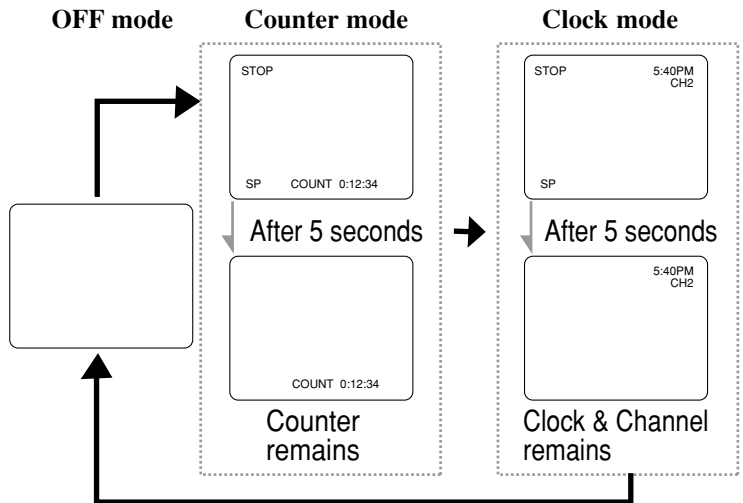 OFF mode
Counter mode
Clock mode
STOP
SP COUNT 0:12:34
After 5 seconds
COUNT 0:12:34
Counter
remains
STOP 5:40PM
CH2
SP
After 5 seconds
5:40PM
CH2
Clock & Channel
remains